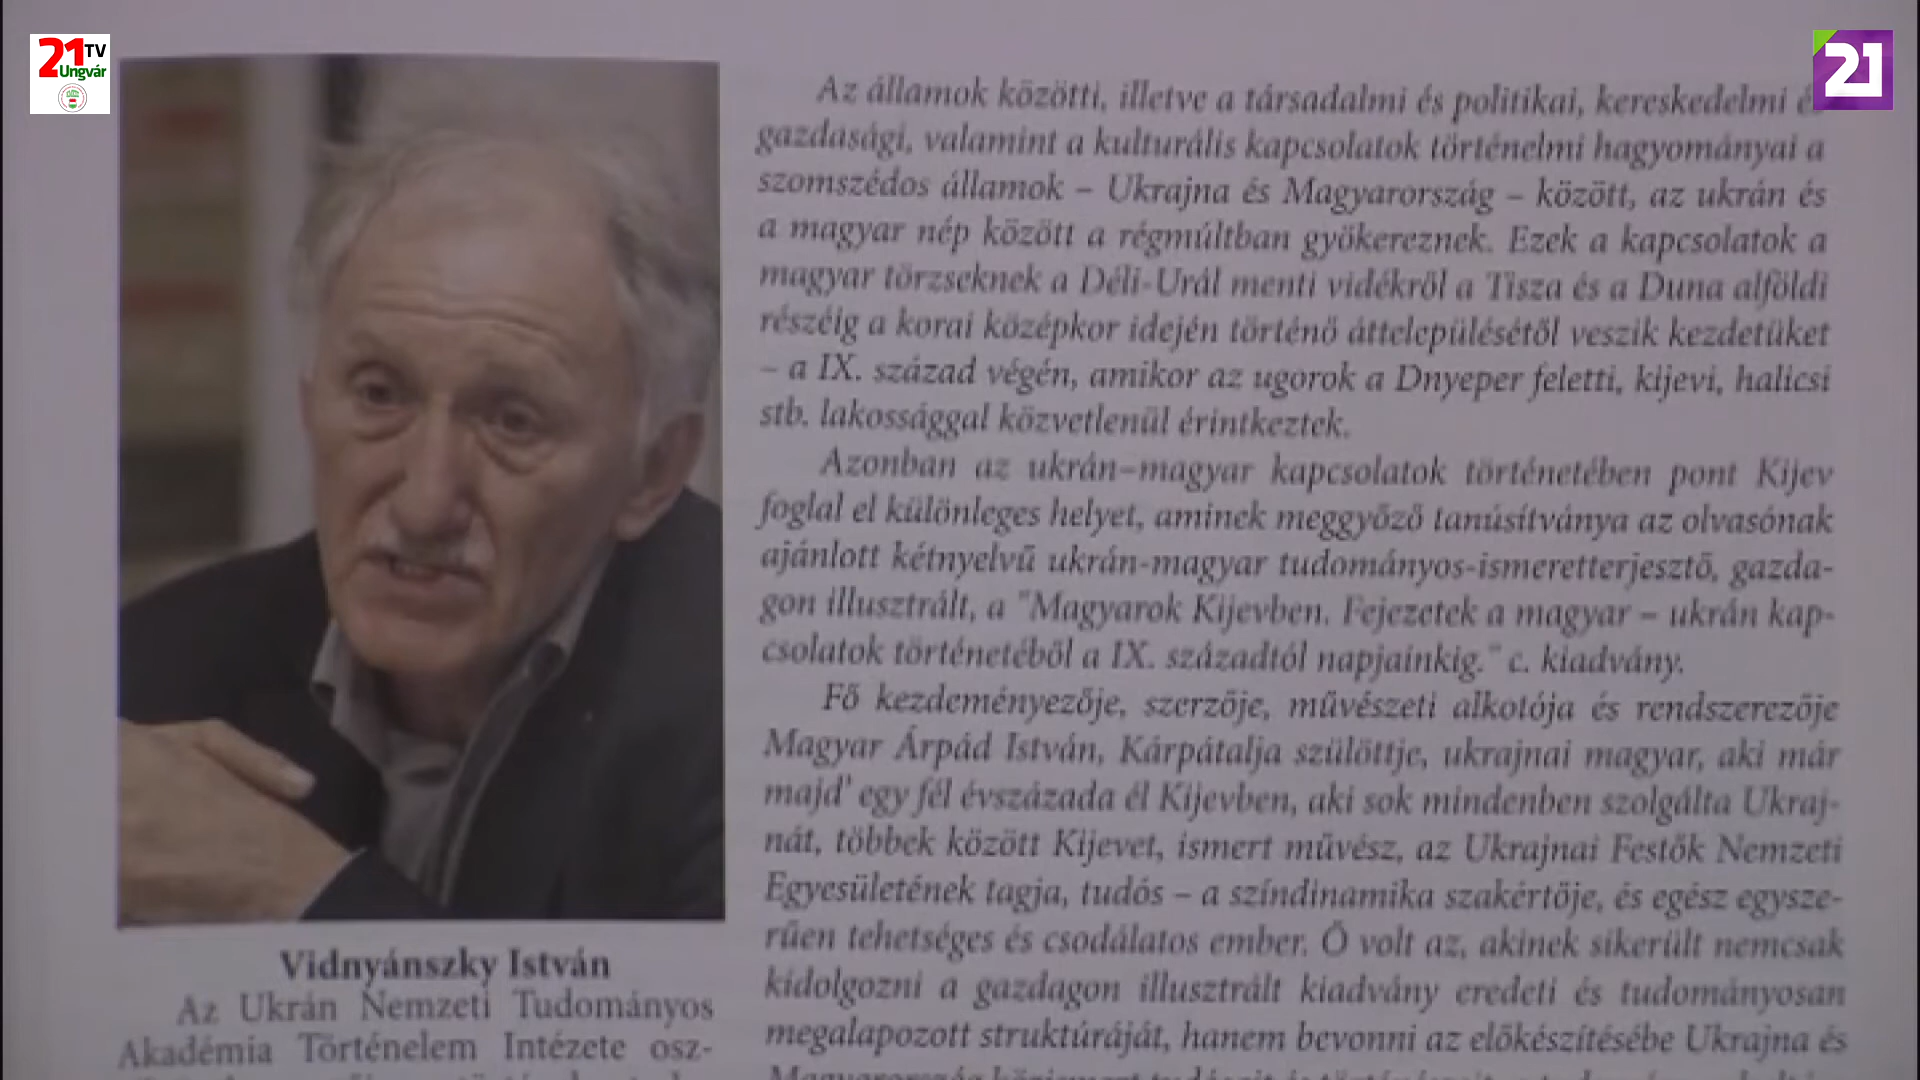 21 TV
Ungvár
21
Az államok közötti, illetve a társadalmi és politikai, kereskedelmi és
gazdasági, valamint a kulturális kapcsolatok történelmi hagyományai a
szomszédos államok – Ukrajna és Magyarország – között, az ukrán és
a magyar nép között a régmúltban gyökereznek. Ezek a kapcsolatok a
magyar törzseknek a Déli-Urál menti vidékről a Tisza és a Duna alföldi
részéig a korai középkor idején történő áttelepülésétől veszik kezdetüket
– a IX. század végén, amikor az ugorok a Dnyeper feletti, kijevi, halicsi
stb. lakossággal közvetlenül érintkeztek.
Azonban az ukrán–magyar kapcsolatok történetében pont Kijev
foglal el különleges helyet, aminek meggyőző tanúsítványa az olvasónak
ajánlott kétnyelvű ukrán-magyar tudományos-ismeretterjesztő, gazda-
gon illusztrált, a "Magyarok Kijevben. Fejezetek a magyar – ukrán kap-
csolatok történetéből a IX. századtól napjainkig." c. kiadvány.
Fő kezdeményezője, szerzője, művészeti alkotója és rendszerezője
Magyar Árpád István, Kárpátalja szülöttje, ukrajnai magyar, aki már
majd' egy fél évszázada él Kijevben, aki sok mindenben szolgálta Ukraj-
nát, többek között Kijevet, ismert művész, az Ukrajnai Festők Nemzeti
Egyesületének tagja, tudós – a színdinamika szakértője, és egész egysze-
rűen tehetséges és csodálatos ember. Ő volt az, akinek sikerült nemcsak
kidolgozni a gazdagon illusztrált kiadvány eredeti és tudományosan
megalapozott struktúráját, hanem bevonni az előkészítésébe Ukrajna és
Vidnyánszky István
Az Ukrán Nemzeti Tudományos
Akadémia Történelem Intézete osz-